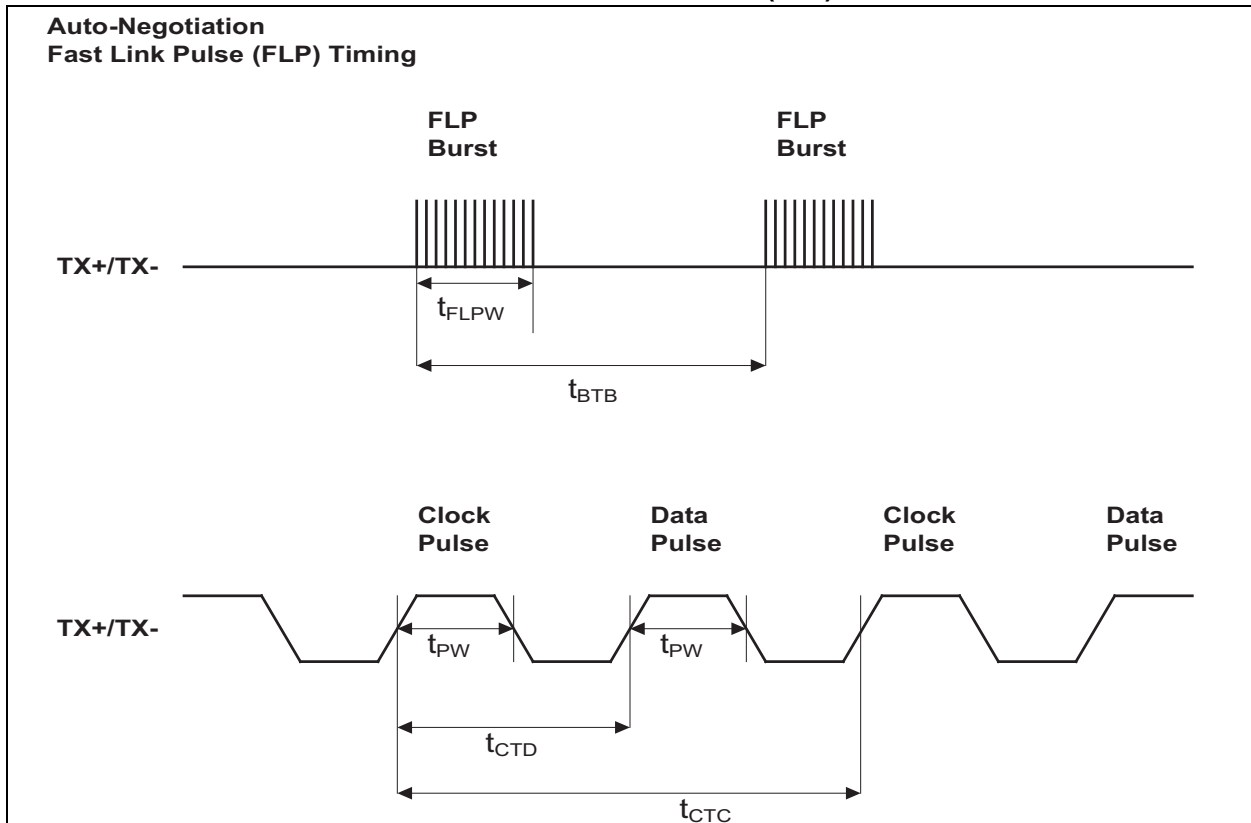 Auto-Negotiation
Fast Link Pulse (FLP) Timing
FLP
Burst
FLP
Burst
TX+/TX-
tFLPW
tBTB
Clock
Pulse
Data
Pulse
Clock
Pulse
Data
Pulse
TX+/TX-
tPW
tPW
tCTD
tCTC